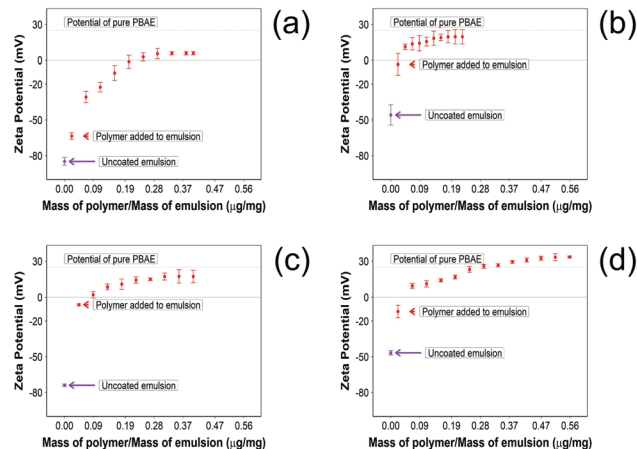 (a)
Potential of pure PBAE
30
0
-20
-50
-80
Zeta Potential (mV)
Polymer added to emulsion
Uncoated emulsion
0.00 0.09 0.19 0.28 0.37 0.47 0.56
Mass of polymer/Mass of emulsion (μg/mg)
(b)
Potential of pure PBAE
30
0
-20
-50
-80
Zeta Potential (mV)
Polymer added to emulsion
Uncoated emulsion
0.00 0.09 0.19 0.28 0.37 0.47 0.56
Mass of polymer/Mass of emulsion (μg/mg)
(c)
Potential of pure PBAE
30
0
-20
-50
-80
Zeta Potential (mV)
Polymer added to emulsion
Uncoated emulsion
0.00 0.09 0.19 0.28 0.37 0.47 0.56
Mass of polymer/Mass of emulsion (μg/mg)
(d)
Potential of pure PBAE
30
0
-20
-50
-80
Zeta Potential (mV)
Polymer added to emulsion
Uncoated emulsion
0.00 0.09 0.19 0.28 0.37 0.47 0.56
Mass of polymer/Mass of emulsion (μg/mg)